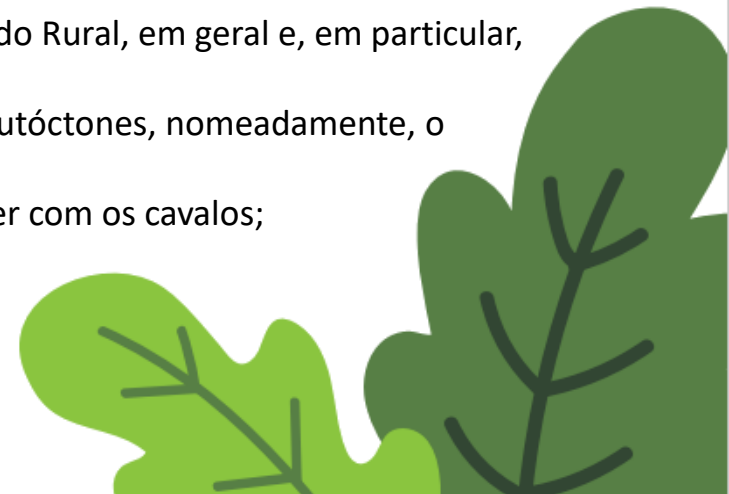 do Rural, em geral e, em particular,
utóctones, nomeadamente, o
er com os cavalos;